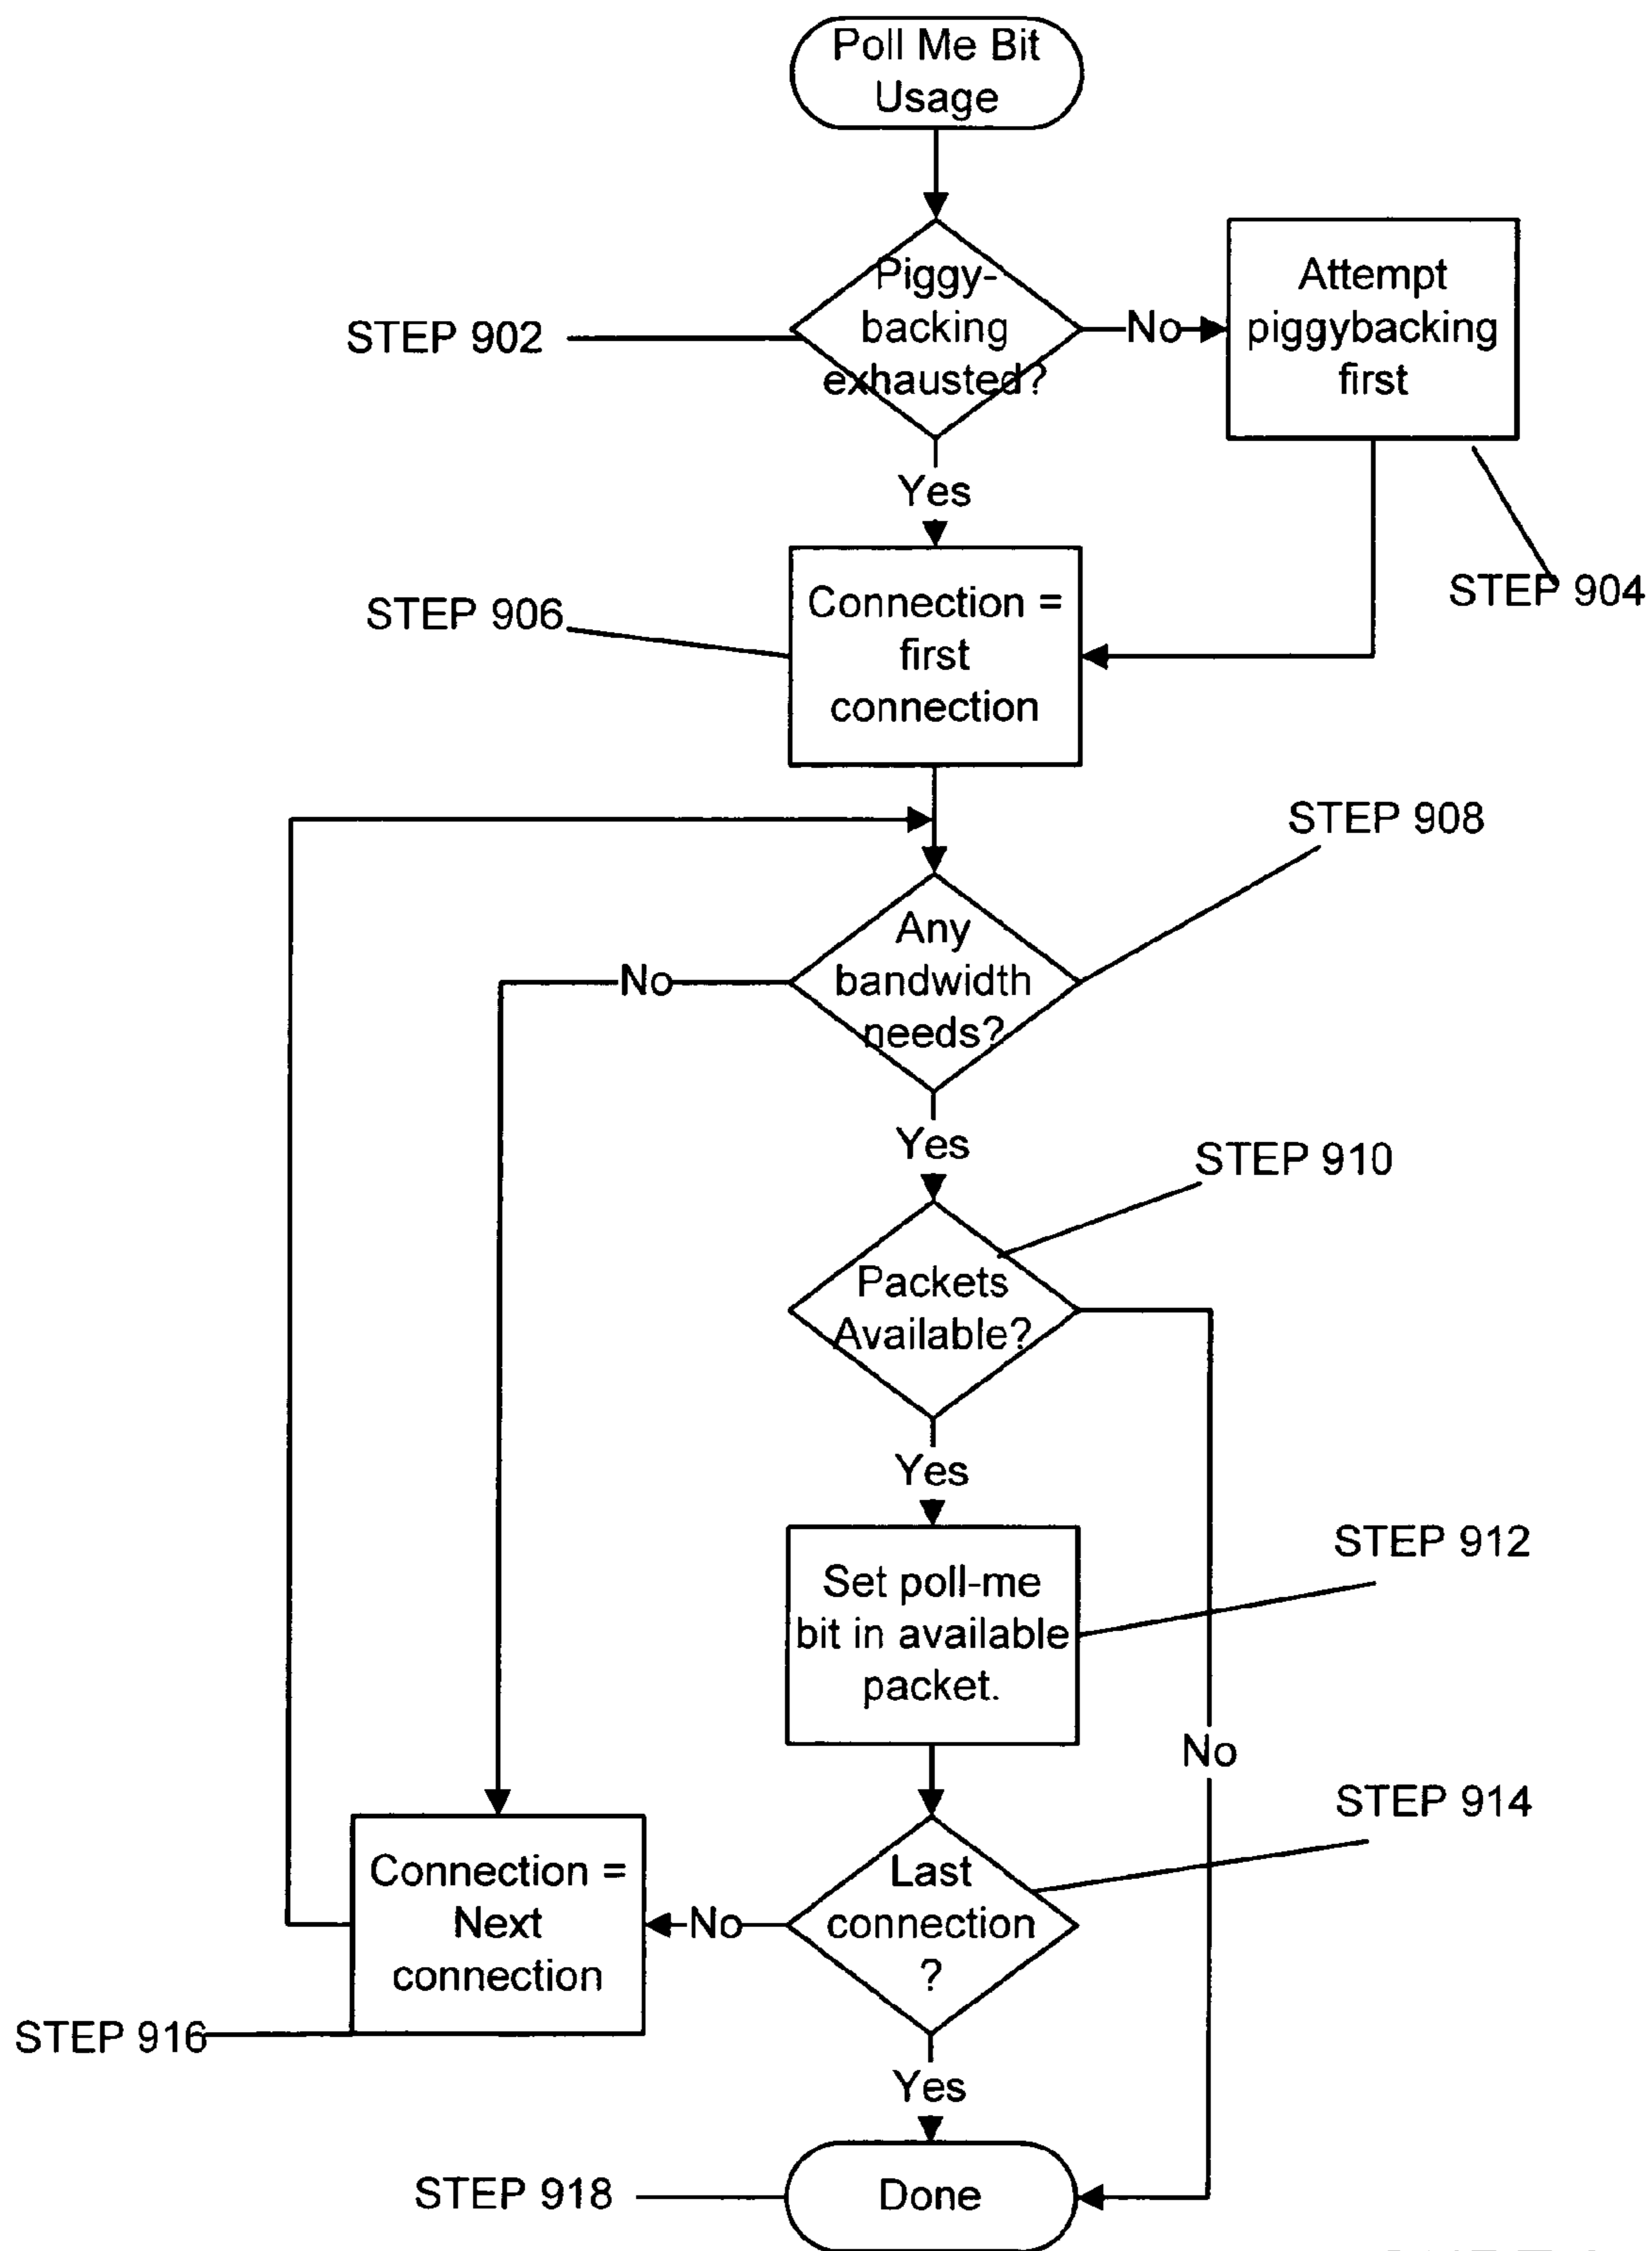 Poll Me Bit
Usage
Piggy-
backing
exhausted?
STEP 902
No
Attempt
piggybacking
first
STEP 904
Yes
Connection =
first
connection
STEP 906
STEP 908
Any
bandwidth
needs?
No
Yes
STEP 910
Packets
Available?
Yes
STEP 912
Set poll-me
bit in available
packet.
No
STEP 914
Connection =
Next
connection
No
Last
connection
?
STEP 916
Yes
STEP 918
Done